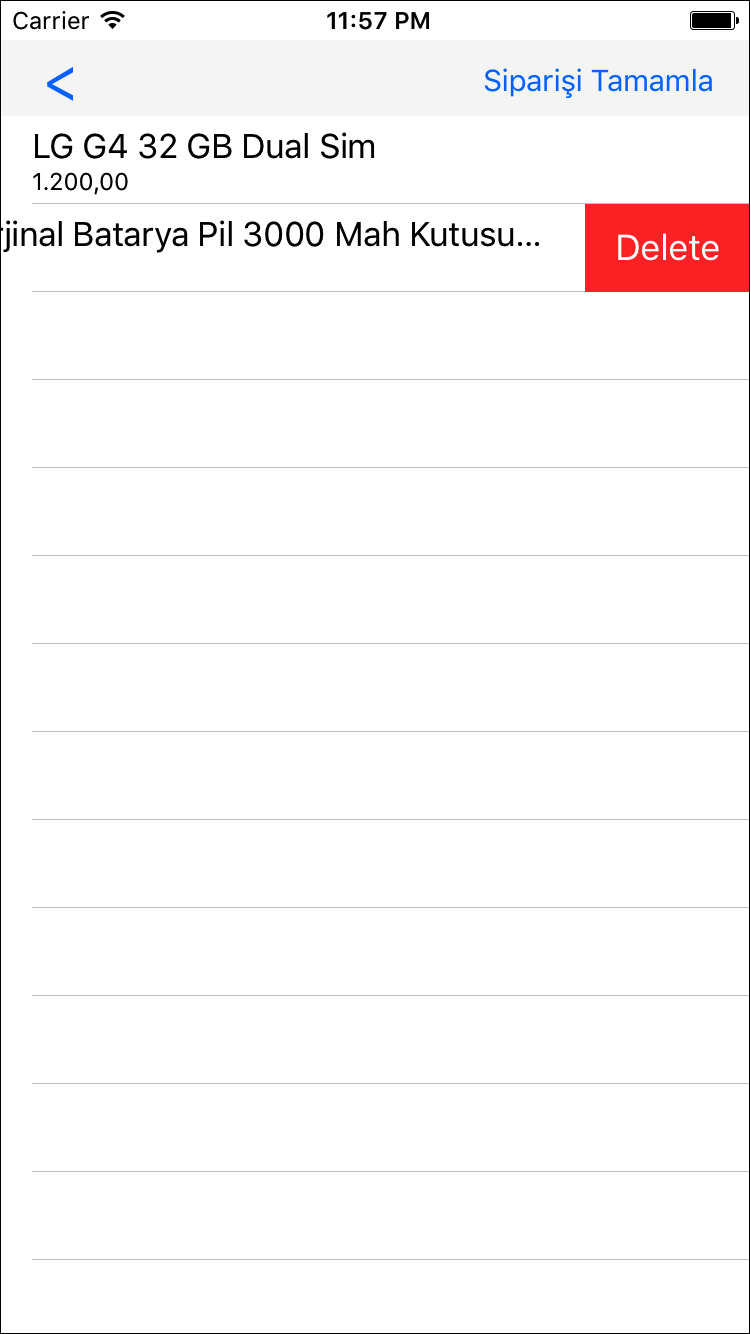 Carrier 11:57 PM
< Siparişi Tamamla
LG G4 32 GB Dual Sim
1.200,00
rjinal Batarya Pil 3000 Mah Kutusu... Delete